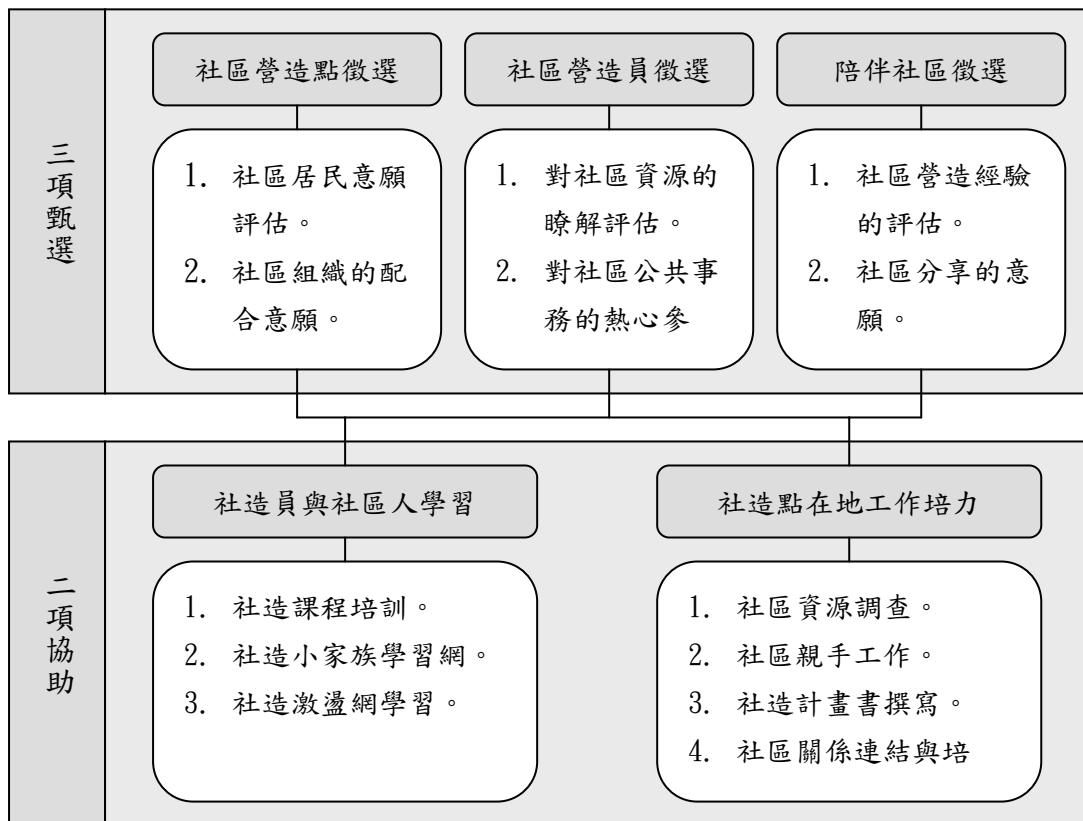 三項甄選
社區營造點徵選
1. 社區居民意願
評估。
2. 社區組織的配
合意願。
社區營造員徵選
1. 對社區資源的
瞭解評估。
2. 對社區公共事
務的熱心參
陪伴社區徵選
1. 社區營造經驗
的評估。
2. 社區分享的意
願。
二項協助
社造員與社區人學習
1. 社造課程培訓。
2. 社造小家族學習網。
3. 社造激盪網學習。
社造點在地工作培力
1. 社區資源調查。
2. 社區親手工作。
3. 社造計畫書撰寫。
4. 社區關係連結與培